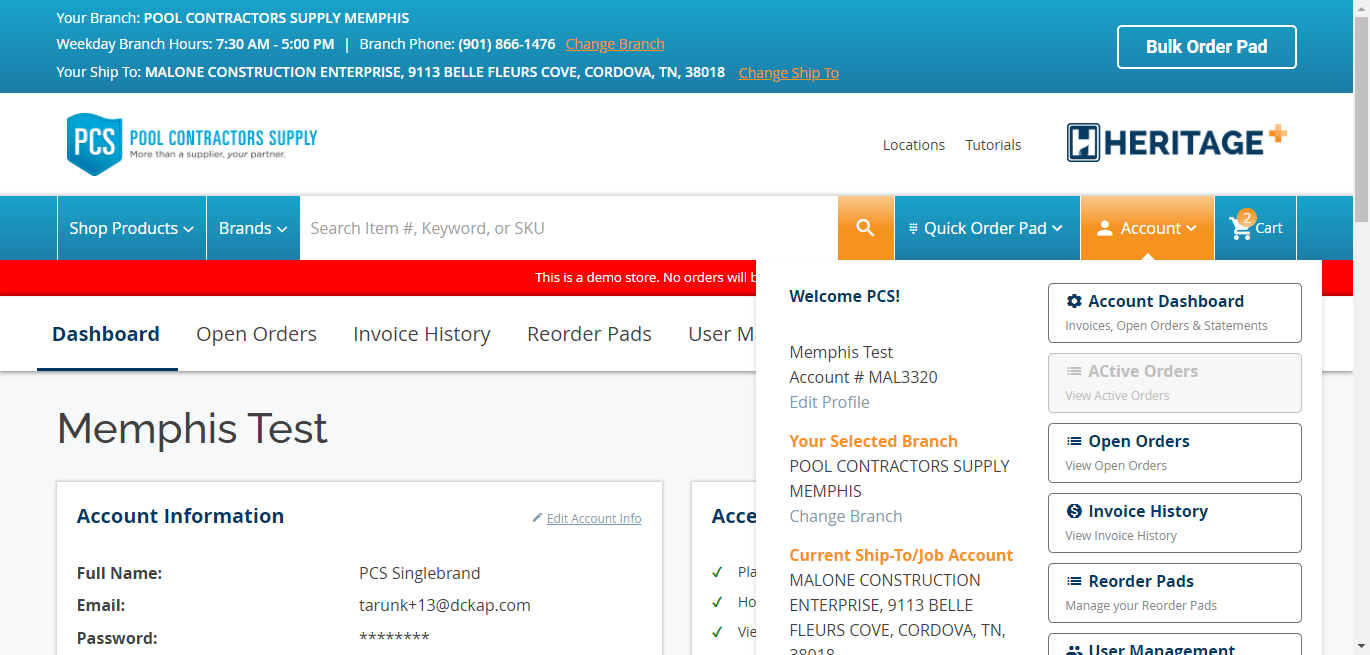 Your Branch: POOL CONTRACTORS SUPPLY MEMPHIS
Weekday Branch Hours: 7:30 AM - 5:00 PM | Branch Phone: (901) 866-1476 Change Branch
Your Ship To: MALONE CONSTRUCTION ENTERPRISE, 9113 BELLE FLEURS COVE, CORDOVA, TN, 38018 Change Ship To
Bulk Order Pad
PCS POOL CONTRACTORS SUPPLY
More than a supplier, your partner.
Locations Tutorials
H HERITAGE+
Shop Products Brands Search Item #, Keyword, or SKU Quick Order Pad Account 2 Cart
This is a demo store. No orders will b
Dashboard Open Orders Invoice History Reorder Pads User M
Memphis Test
Account Information Edit Account Info
Full Name: PCS Singlebrand
Email: tarunk+13@dckap.com
Password: ********
Acce
Pla
Ho
Vie
Welcome PCS!
Memphis Test
Account # MAL3320
Edit Profile
Your Selected Branch
POOL CONTRACTORS SUPPLY
MEMPHIS
Change Branch
Current Ship-To/Job Account
MALONE CONSTRUCTION
ENTERPRISE, 9113 BELLE
FLEURS COVE, CORDOVA, TN,
38018
Account Dashboard
Invoices, Open Orders & Statements
ACtive Orders
View Active Orders
Open Orders
View Open Orders
Invoice History
View Invoice History
Reorder Pads
Manage your Reorder Pads
User Management